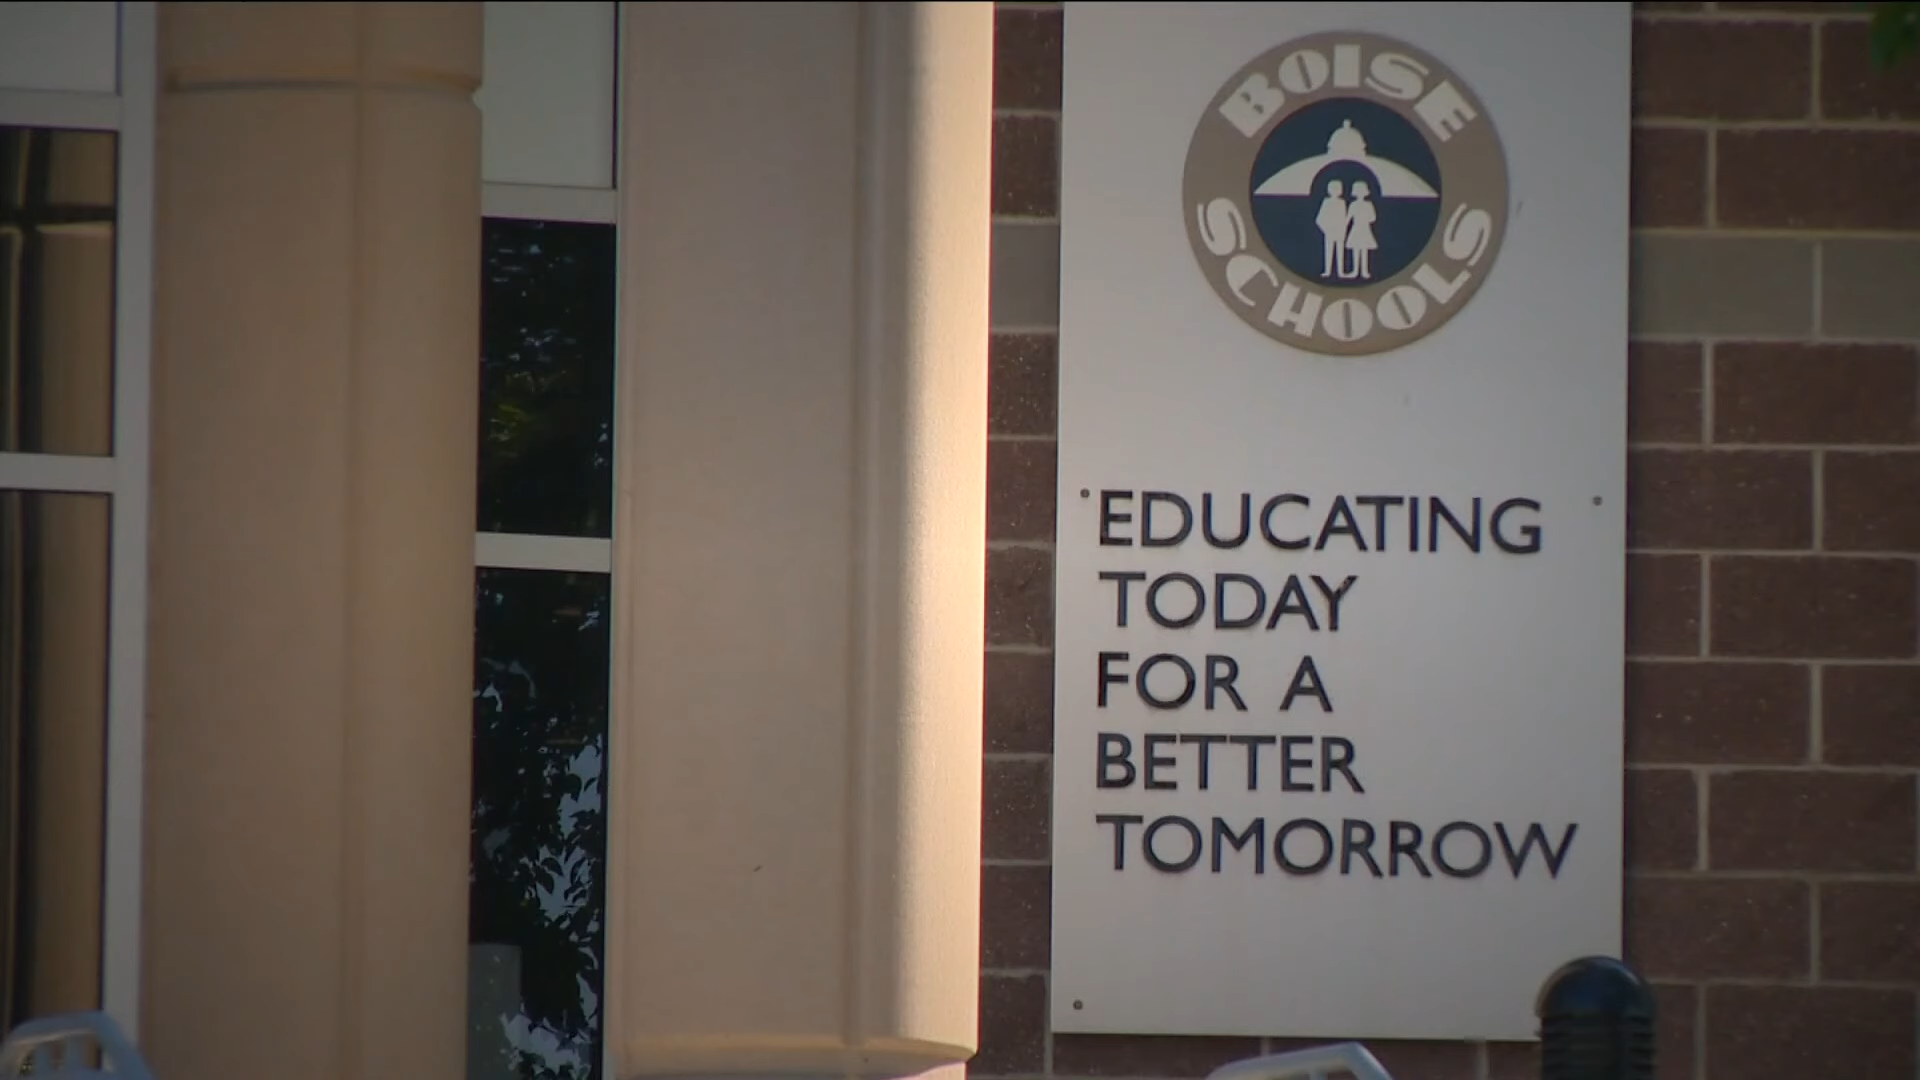 BOISE
SCHOOLS
EDUCATING
TODAY
FOR A
BETTER
TOMORROW